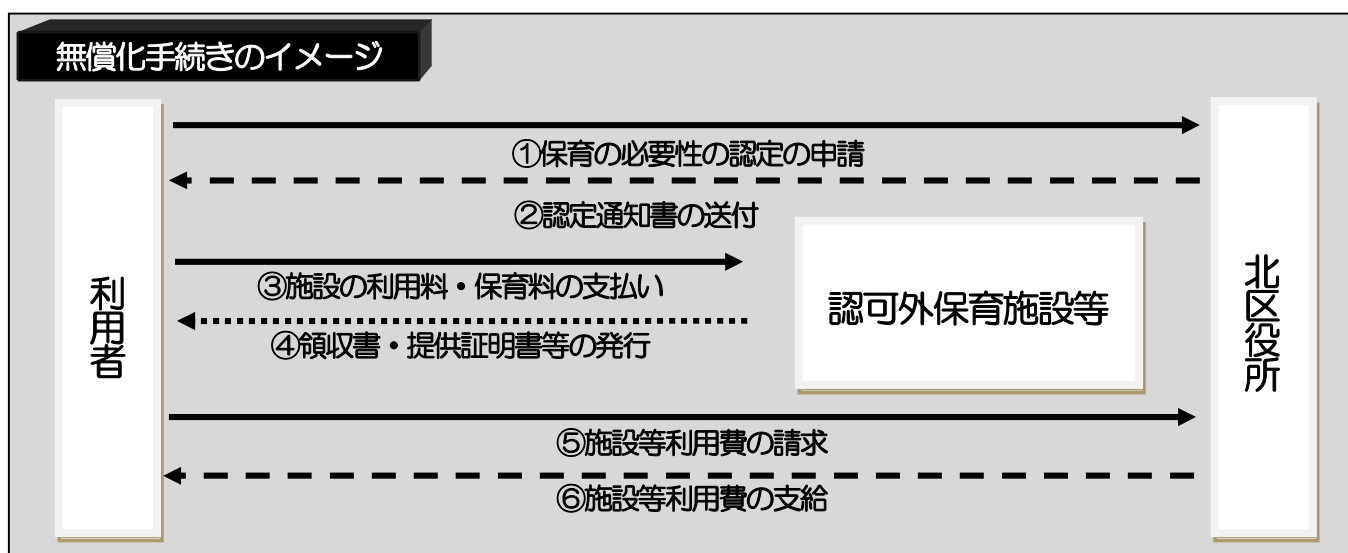 無償化手続きのイメージ
①保育の必要性の認定の申請
②認定通知書の送付
利用者
③施設の利用料・保育料の支払い
認可外保育施設等
北区役所
④領収書・提供証明書等の発行
⑤施設等利用費の請求
⑥施設等利用費の支給